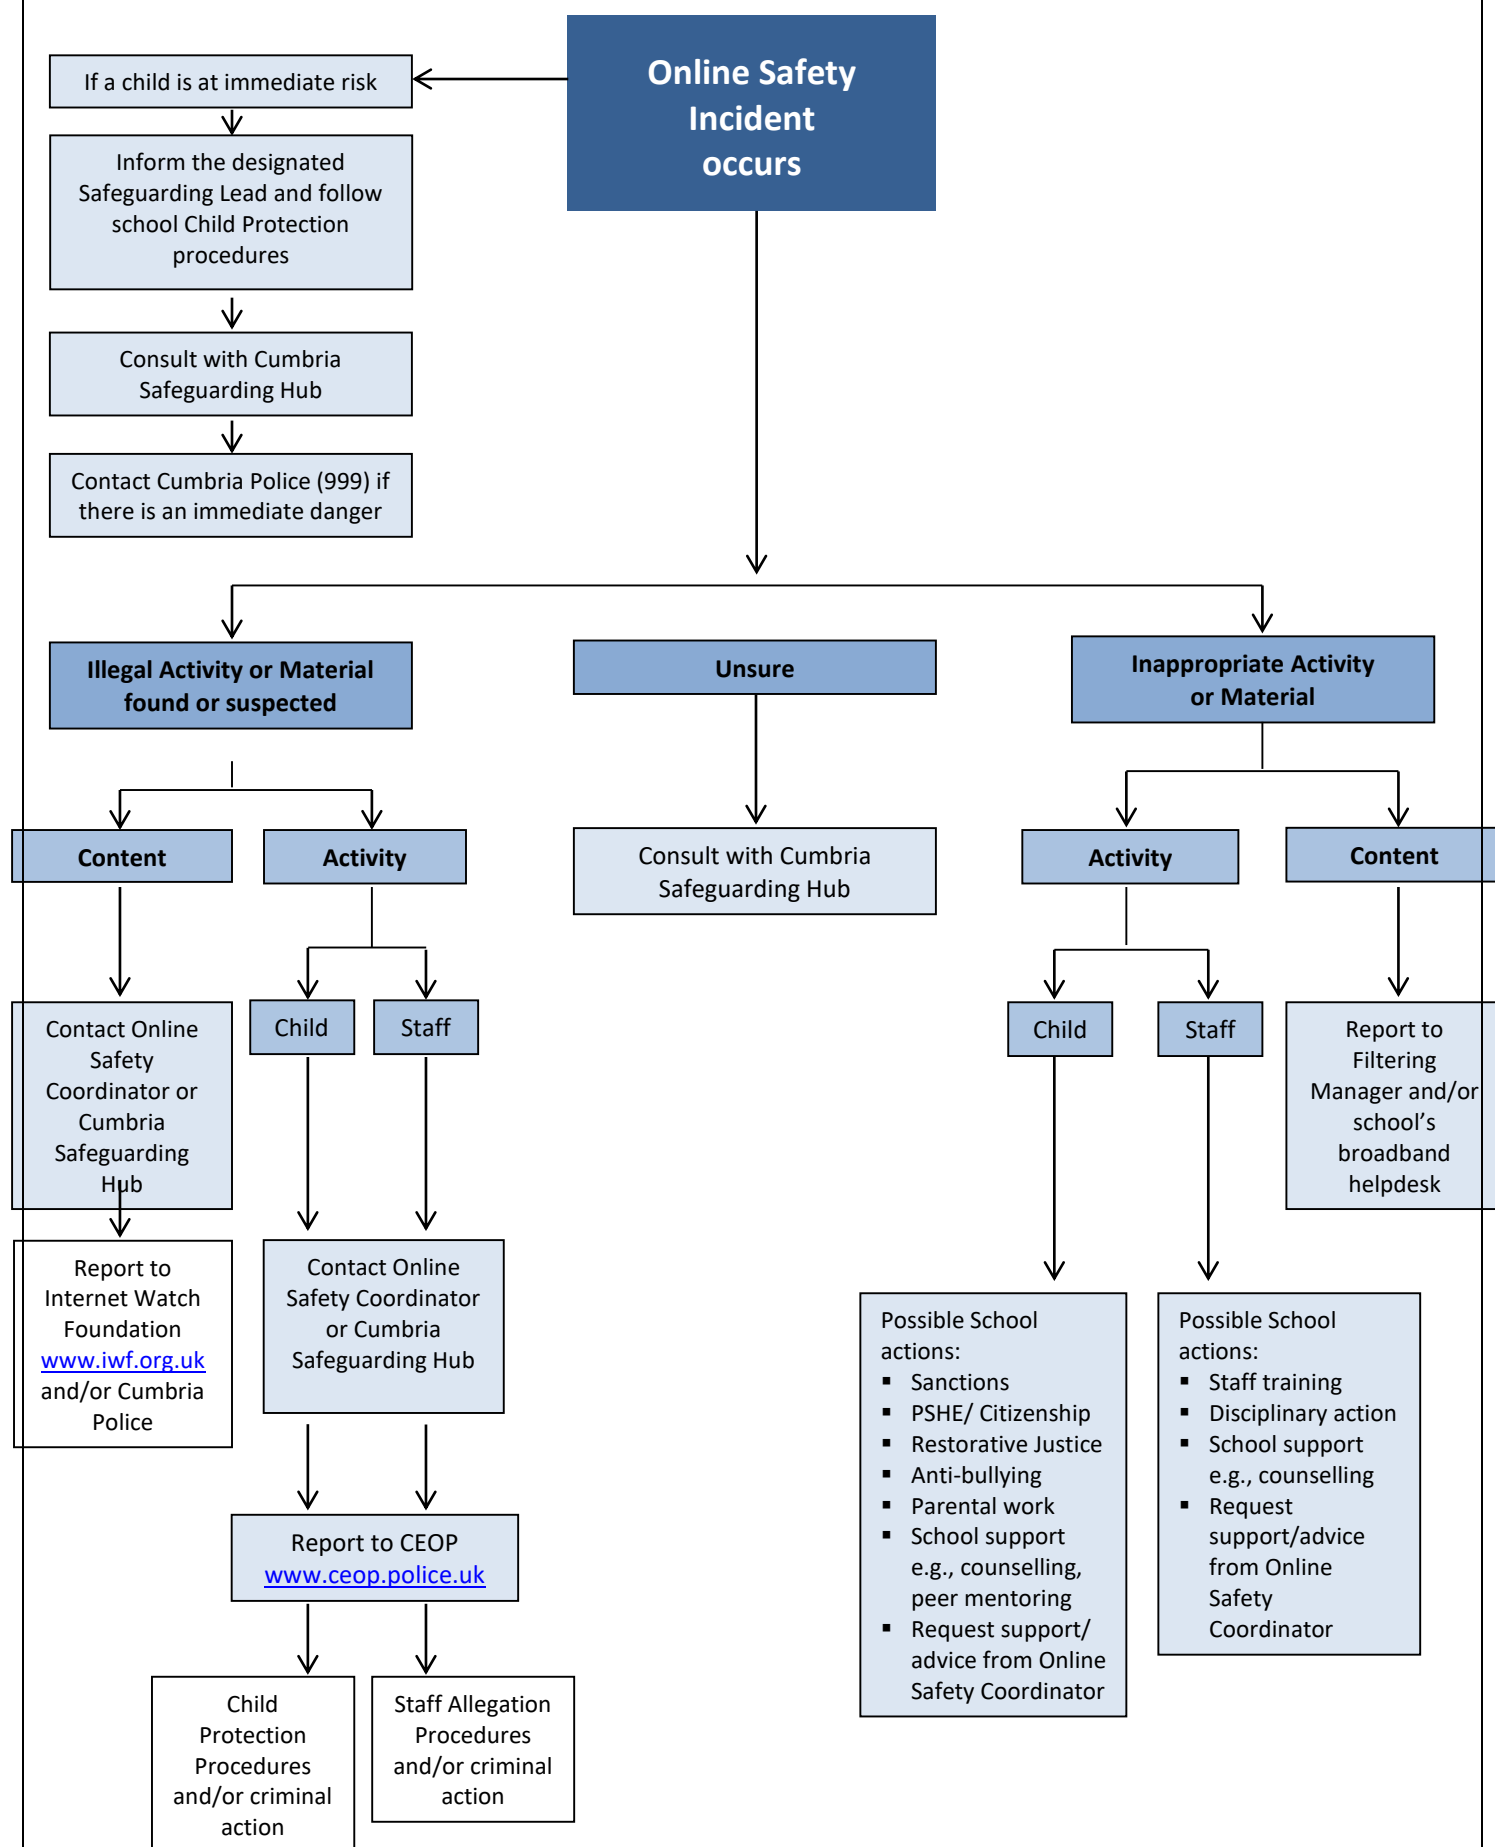 Online Safety
Incident
occurs
If a child is at immediate risk
Inform the designated
Safeguarding Lead and follow
school Child Protection
procedures
Consult with Cumbria
Safeguarding Hub
Contact Cumbria Police (999) if
there is an immediate danger
Illegal Activity or Material
found or suspected
Unsure
Inappropriate Activity
or Material
Content
Activity
Consult with Cumbria
Safeguarding Hub
Activity
Content
Contact Online
Safety
Coordinator or
Cumbria
Safeguarding
Hub
Child
Staff
Child
Staff
Report to
Filtering
Manager and/or
school’s
broadband
helpdesk
Report to
Internet Watch
Foundation
www.iwf.org.uk
and/or Cumbria
Police
Contact Online
Safety Coordinator
or Cumbria
Safeguarding Hub
Possible School
actions:
▪ Sanctions
▪ PSHE/ Citizenship
▪ Restorative Justice
▪ Anti-bullying
▪ Parental work
▪ School support
e.g., counselling,
peer mentoring
▪ Request support/
advice from Online
Safety Coordinator
Possible School
actions:
▪ Staff training
▪ Disciplinary action
▪ School support
e.g., counselling
▪ Request
support/advice
from Online
Safety
Coordinator
Report to CEOP
www.ceop.police.uk
Child
Protection
Procedures
and/or criminal
action
Staff Allegation
Procedures
and/or criminal
action